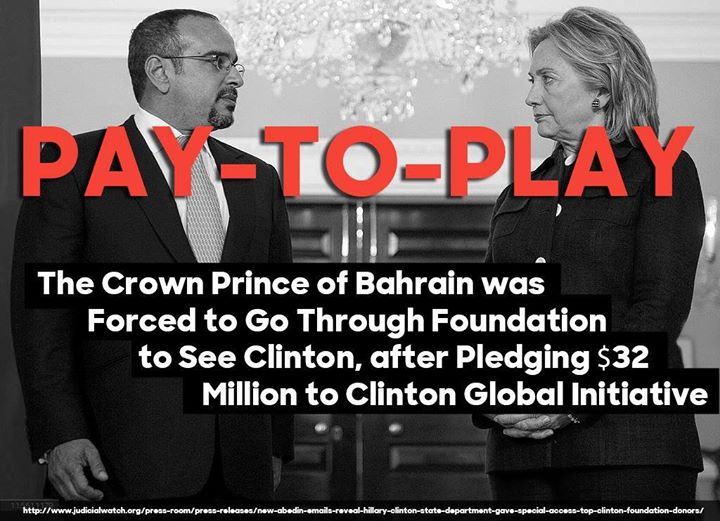 PAY-TO-PLAY
The Crown Prince of Bahrain was
Forced to Go Through Foundation
to See Clinton, after Pledging $32
Million to Clinton Global Initiative
http://www.judicialwatch.org/press-room/press-releases/new-abedin-emails-reveal-hillary-clinton-state-department-gave-special-access-top-clinton-foundation-donors/